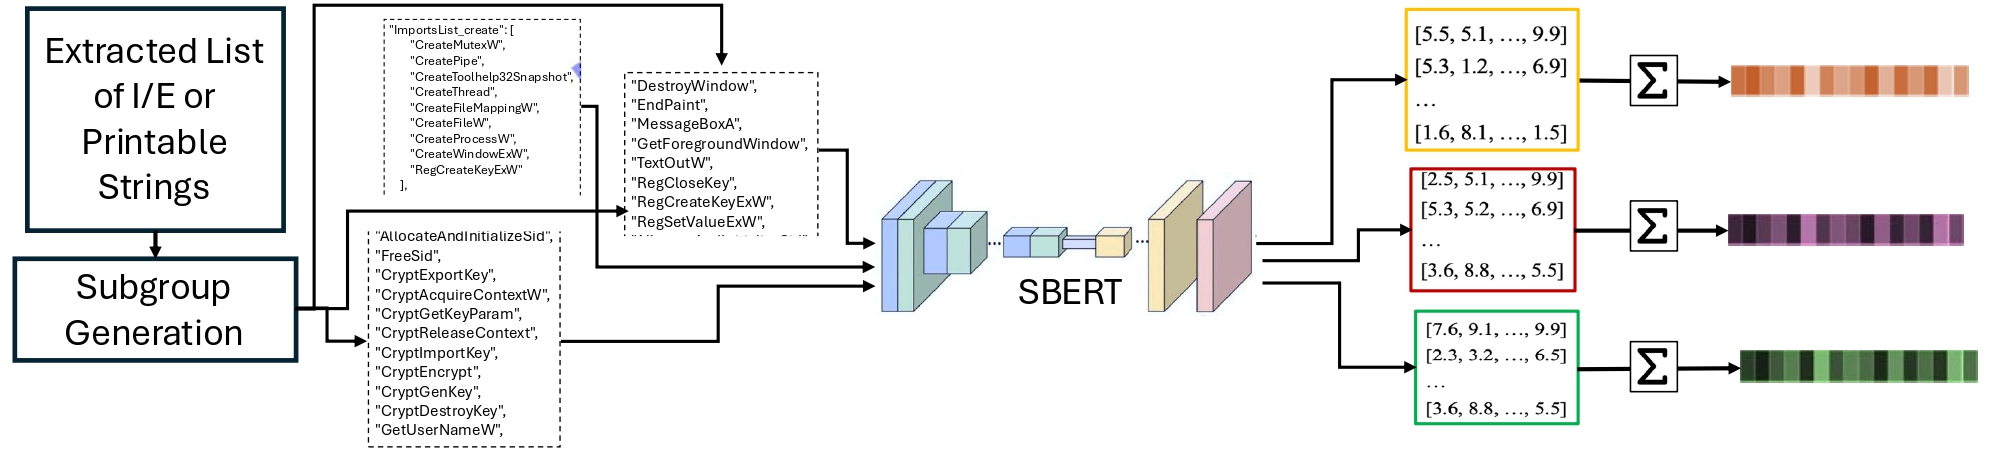 Extracted List
of I/E or
Printable
Strings
Subgroup
Generation
"ImportsList_create": [
"CreateMutexW",
"CreatePipe",
"CreateToolhelp32Snapshot",
"CreateThread",
"CreateFileMappingW",
"CreateFileW",
"CreateProcessW",
"CreateWindowExW",
"RegCreateKeyExW"
],
"AllocateAndInitializeSid",
"FreeSid",
"CryptExportKey",
"CryptAcquireContextW",
"CryptGetKeyParam",
"CryptReleaseContext",
"CryptImportKey",
"CryptEncrypt",
"CryptGenKey",
"CryptDestroyKey",
"GetUserNameW",
"DestroyWindow",
"EndPaint",
"MessageBoxA",
"GetForegroundWindow",
"TextOutW",
"RegCloseKey",
"RegCreateKeyExW",
"RegSetValueExW",
...
SBERT
...
[5.5, 5.1, ..., 9.9]
[5.3, 1.2, ..., 6.9]
...
[1.6, 8.1, ..., 1.5]
Σ
[2.5, 5.1, ..., 9.9]
[5.3, 5.2, ..., 6.9]
...
[3.6, 8.8, ..., 5.5]
Σ
[7.6, 9.1, ..., 9.9]
[2.3, 3.2, ..., 6.5]
...
[3.6, 8.8, ..., 5.5]
Σ